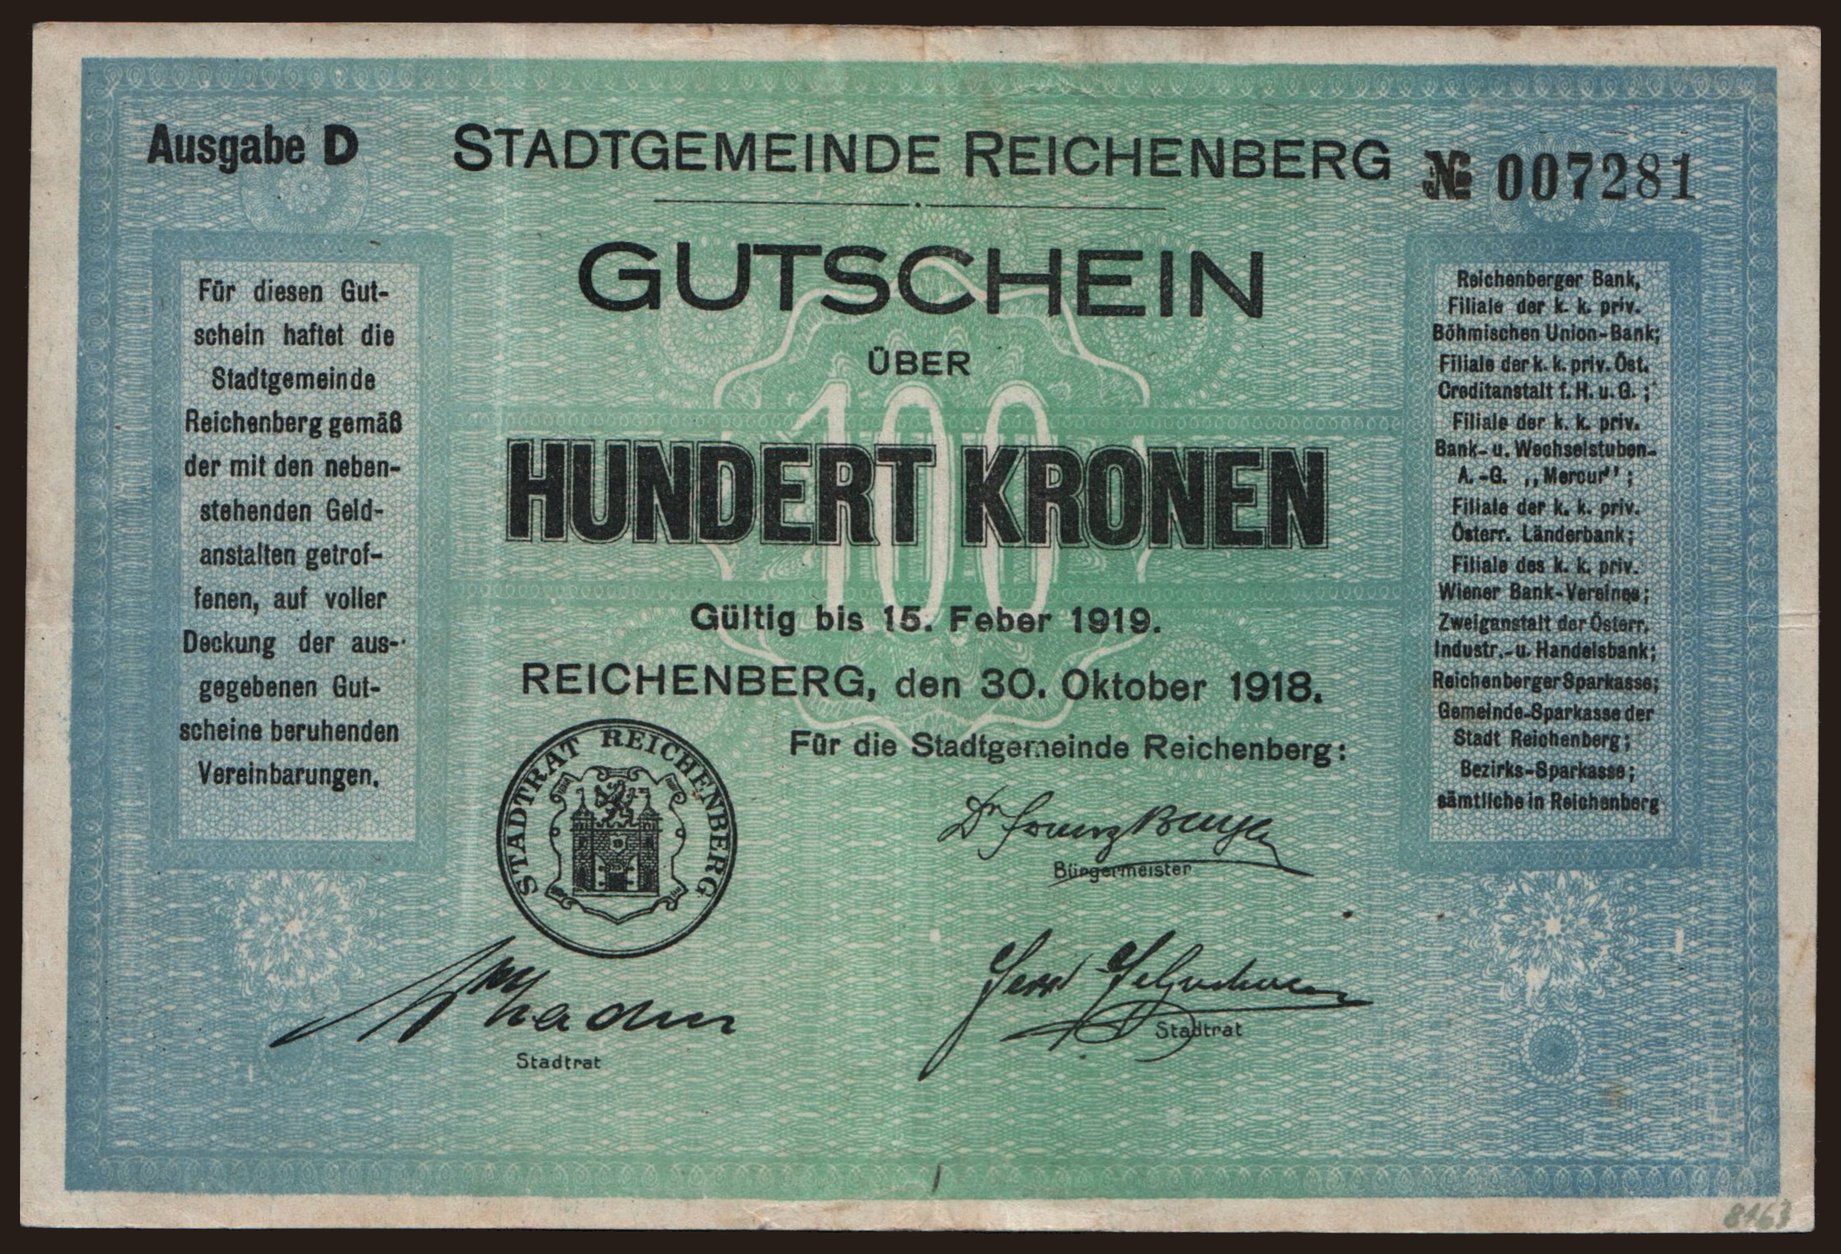 Ausgabe D
STADTGEMEINDE REICHENBERG
№ 007281
GUTSCHEIN
ÜBER
100
HUNDERT KRONEN
Gültig bis 15. Feber 1919.
REICHENBERG, den 30. Oktober 1918.
Für die Stadtgemeinde Reichenberg:
Für diesen Gut-
schein haftet die
Stadtgemeinde
Reichenberg gemäß
der mit den neben-
stehenden Geld-
anstalten getrof-
fenen, auf voller
Deckung der aus-
gegebenen Gut-
scheine beruhenden
Vereinbarungen.
Reichenberger Bank,
Filiale der k. k. priv.
Böhmischen Union-Bank;
Filiale der k. k. priv. Öst.
Creditanstalt f. H. u. G. ;
Filiale der k. k. priv.
Bank- u. Wechselstuben-
A.-G. ,,Mercur'' ;
Filiale der k. k. priv.
Österr. Länderbank;
Filiale des k. k. priv.
Wiener Bank-Vereines;
Zweiganstalt der Österr.
Industr.- u. Handelsbank;
Reichenberger Sparkasse;
Gemeinde-Sparkasse der
Stadt Reichenberg;
Bezirks-Sparkasse;
sämtliche in Reichenberg
STADTRAT REICHENBERG
Dr Franz
Bürgermeister
Stadtrat
Stadtrat
8163